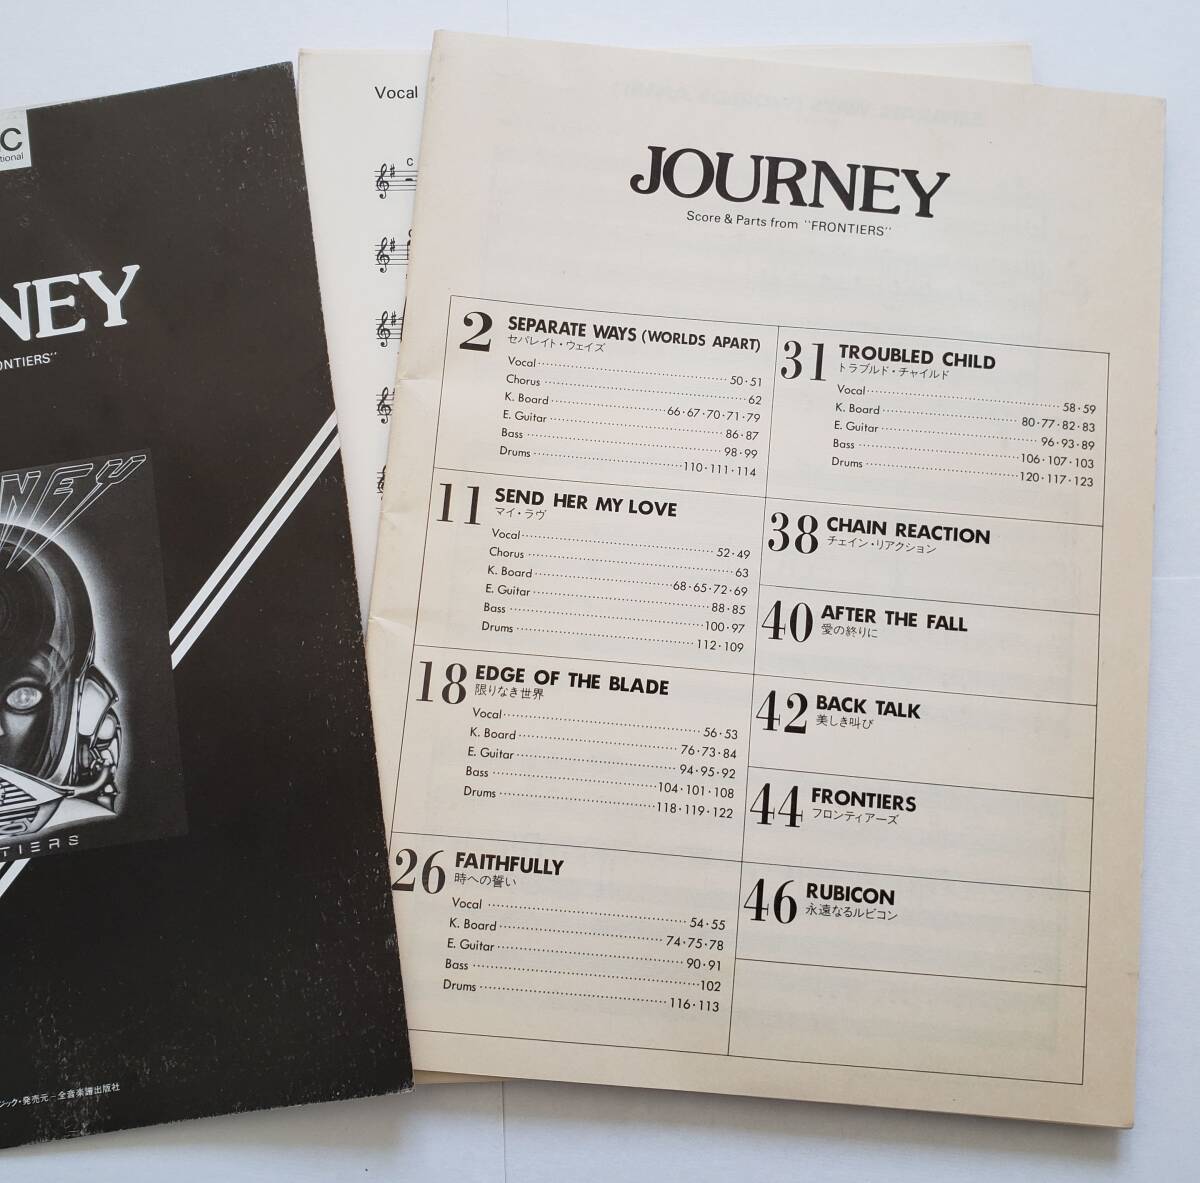 C
tional
NEY
ONTIERS"
NEY
TIERS
ジック・発売元－全音楽譜出版社
Vocal
C
JOURNEY
Score & Parts from "FRONTIERS"
2 SEPARATE WAYS (WORLDS APART)
セパレイト・ウェイズ
Vocal 50・51
Chorus 62
K. Board 66・67・70・71・79
E. Guitar 86・87
Bass 98・99
Drums 110・111・114
11 SEND HER MY LOVE
マイ・ラヴ
Vocal 52・49
Chorus 63
K. Board 68・65・72・69
E. Guitar 88・85
Bass 100・97
Drums 112・109
18 EDGE OF THE BLADE
限りなき世界
Vocal 56・53
K. Board 76・73・84
E. Guitar 94・95・92
Bass 104・101・108
Drums 118・119・122
26 FAITHFULLY
時への誓い
Vocal 54・55
K. Board 74・75・78
E. Guitar 90・91
Bass 102
Drums 116・113
31 TROUBLED CHILD
トラブルド・チャイルド
Vocal 58・59
K. Board 80・77・82・83
E. Guitar 96・93・89
Bass 106・107・103
Drums 120・117・123
38 CHAIN REACTION
チェイン・リアクション
40 AFTER THE FALL
愛の終りに
42 BACK TALK
美しき叫び
44 FRONTIERS
フロンティアーズ
46 RUBICON
永遠なるルビコン